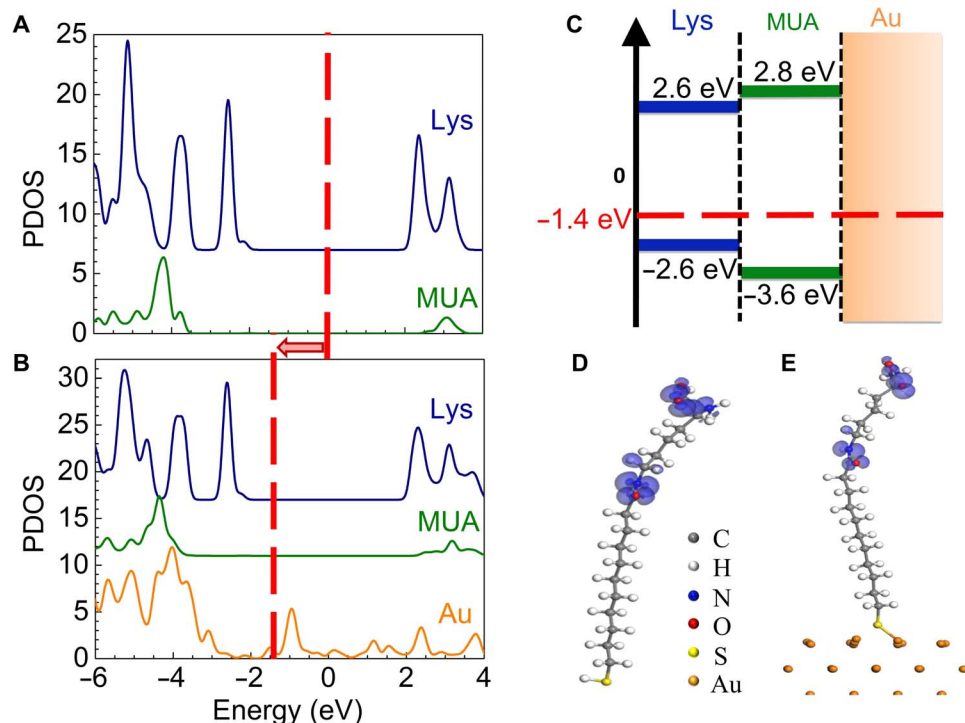 A
25
20
15
10
5
0
PDOS
Lys
MUA
B
30
25
20
15
10
5
0
PDOS
Lys
MUA
Au
−6 −4 −2 0 2 4
Energy (eV)
C
Lys MUA Au
2.6 eV 2.8 eV
0
−1.4 eV
−2.6 eV −3.6 eV
D
E
C
H
N
O
S
Au